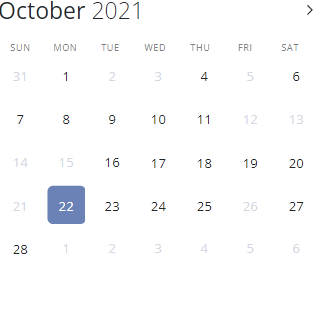 October 2021
SUN MON TUE WED THU FRI SAT
31 1 2 3 4 5 6
7 8 9 10 11 12 13
14 15 16 17 18 19 20
21 22 23 24 25 26 27
28 1 2 3 4 5 6